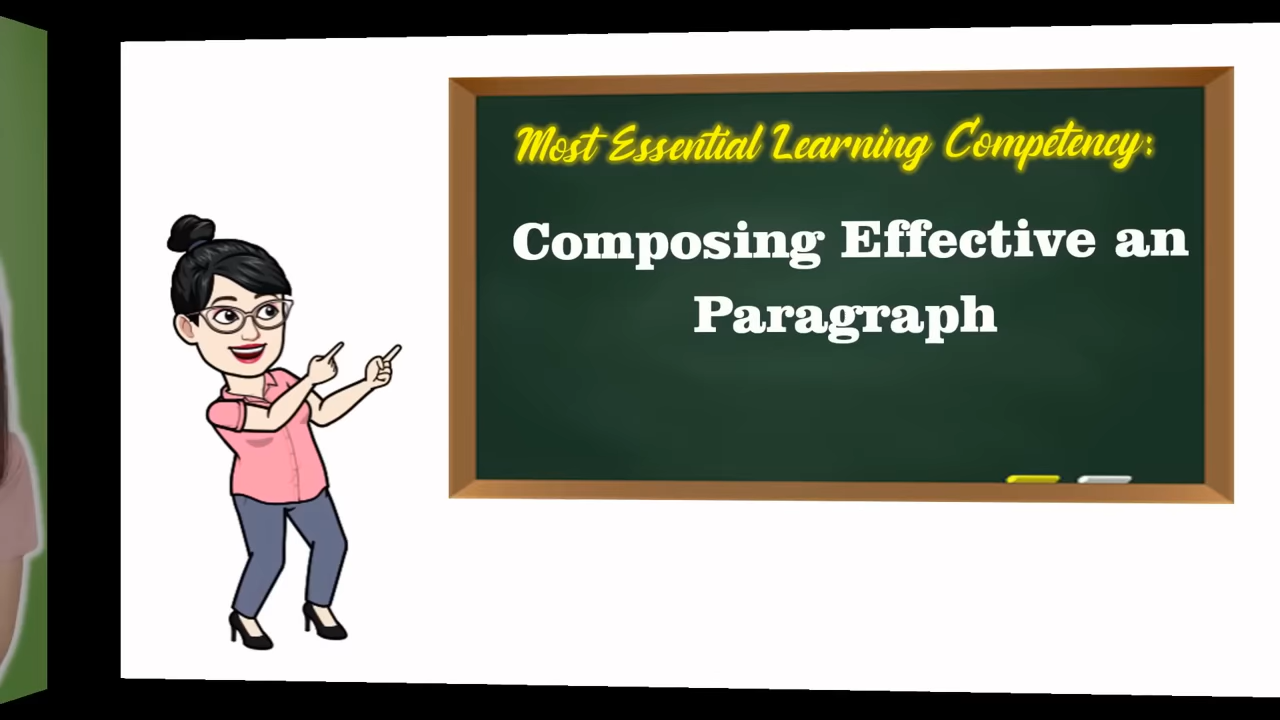 Most Essential Learning Competency:
Composing Effective an
Paragraph